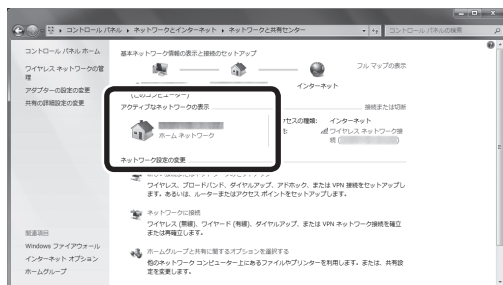 コントロール パネル ▸ ネットワークとインターネット ▸ ネットワークと共有センター
コントロール パネルの検索
コントロール パネル ホーム
ワイヤレス ネットワークの管
理
アダプターの設定の変更
共有の詳細設定の変更
基本ネットワーク情報の表示と接続のセットアップ
フル マップの表示
(このコンピューター)
インターネット
アクティブなネットワークの表示
接続または切断
ホーム ネットワーク
セスの種類: インターネット
ワイヤレス ネットワーク接
続 (
)
ネットワーク設定の変更
ワイヤレス、ブロードバンド、ダイヤルアップ、アドホック、または VPN 接続をセットアップし
ます。あるいは、ルーターまたはアクセス ポイントをセットアップします。
ネットワークに接続
ワイヤレス (無線)、ワイヤード (有線)、ダイヤルアップ、または VPN ネットワーク接続を確立
または再確立します。
ホームグループと共有に関するオプションを選択する
他のネットワーク コンピューター上にあるファイルやプリンターを利用します。または、共有設
定を変更します。
関連項目
Windows ファイアウォール
インターネット オプション
ホームグループ